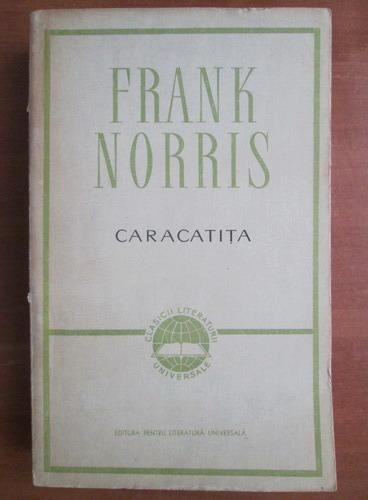 FRANK
NORRIS
CARACATIȚA
CLASICII LITERATURII
UNIVERSALE
EDITURA PENTRU LITERATURĂ UNIVERSALĂ